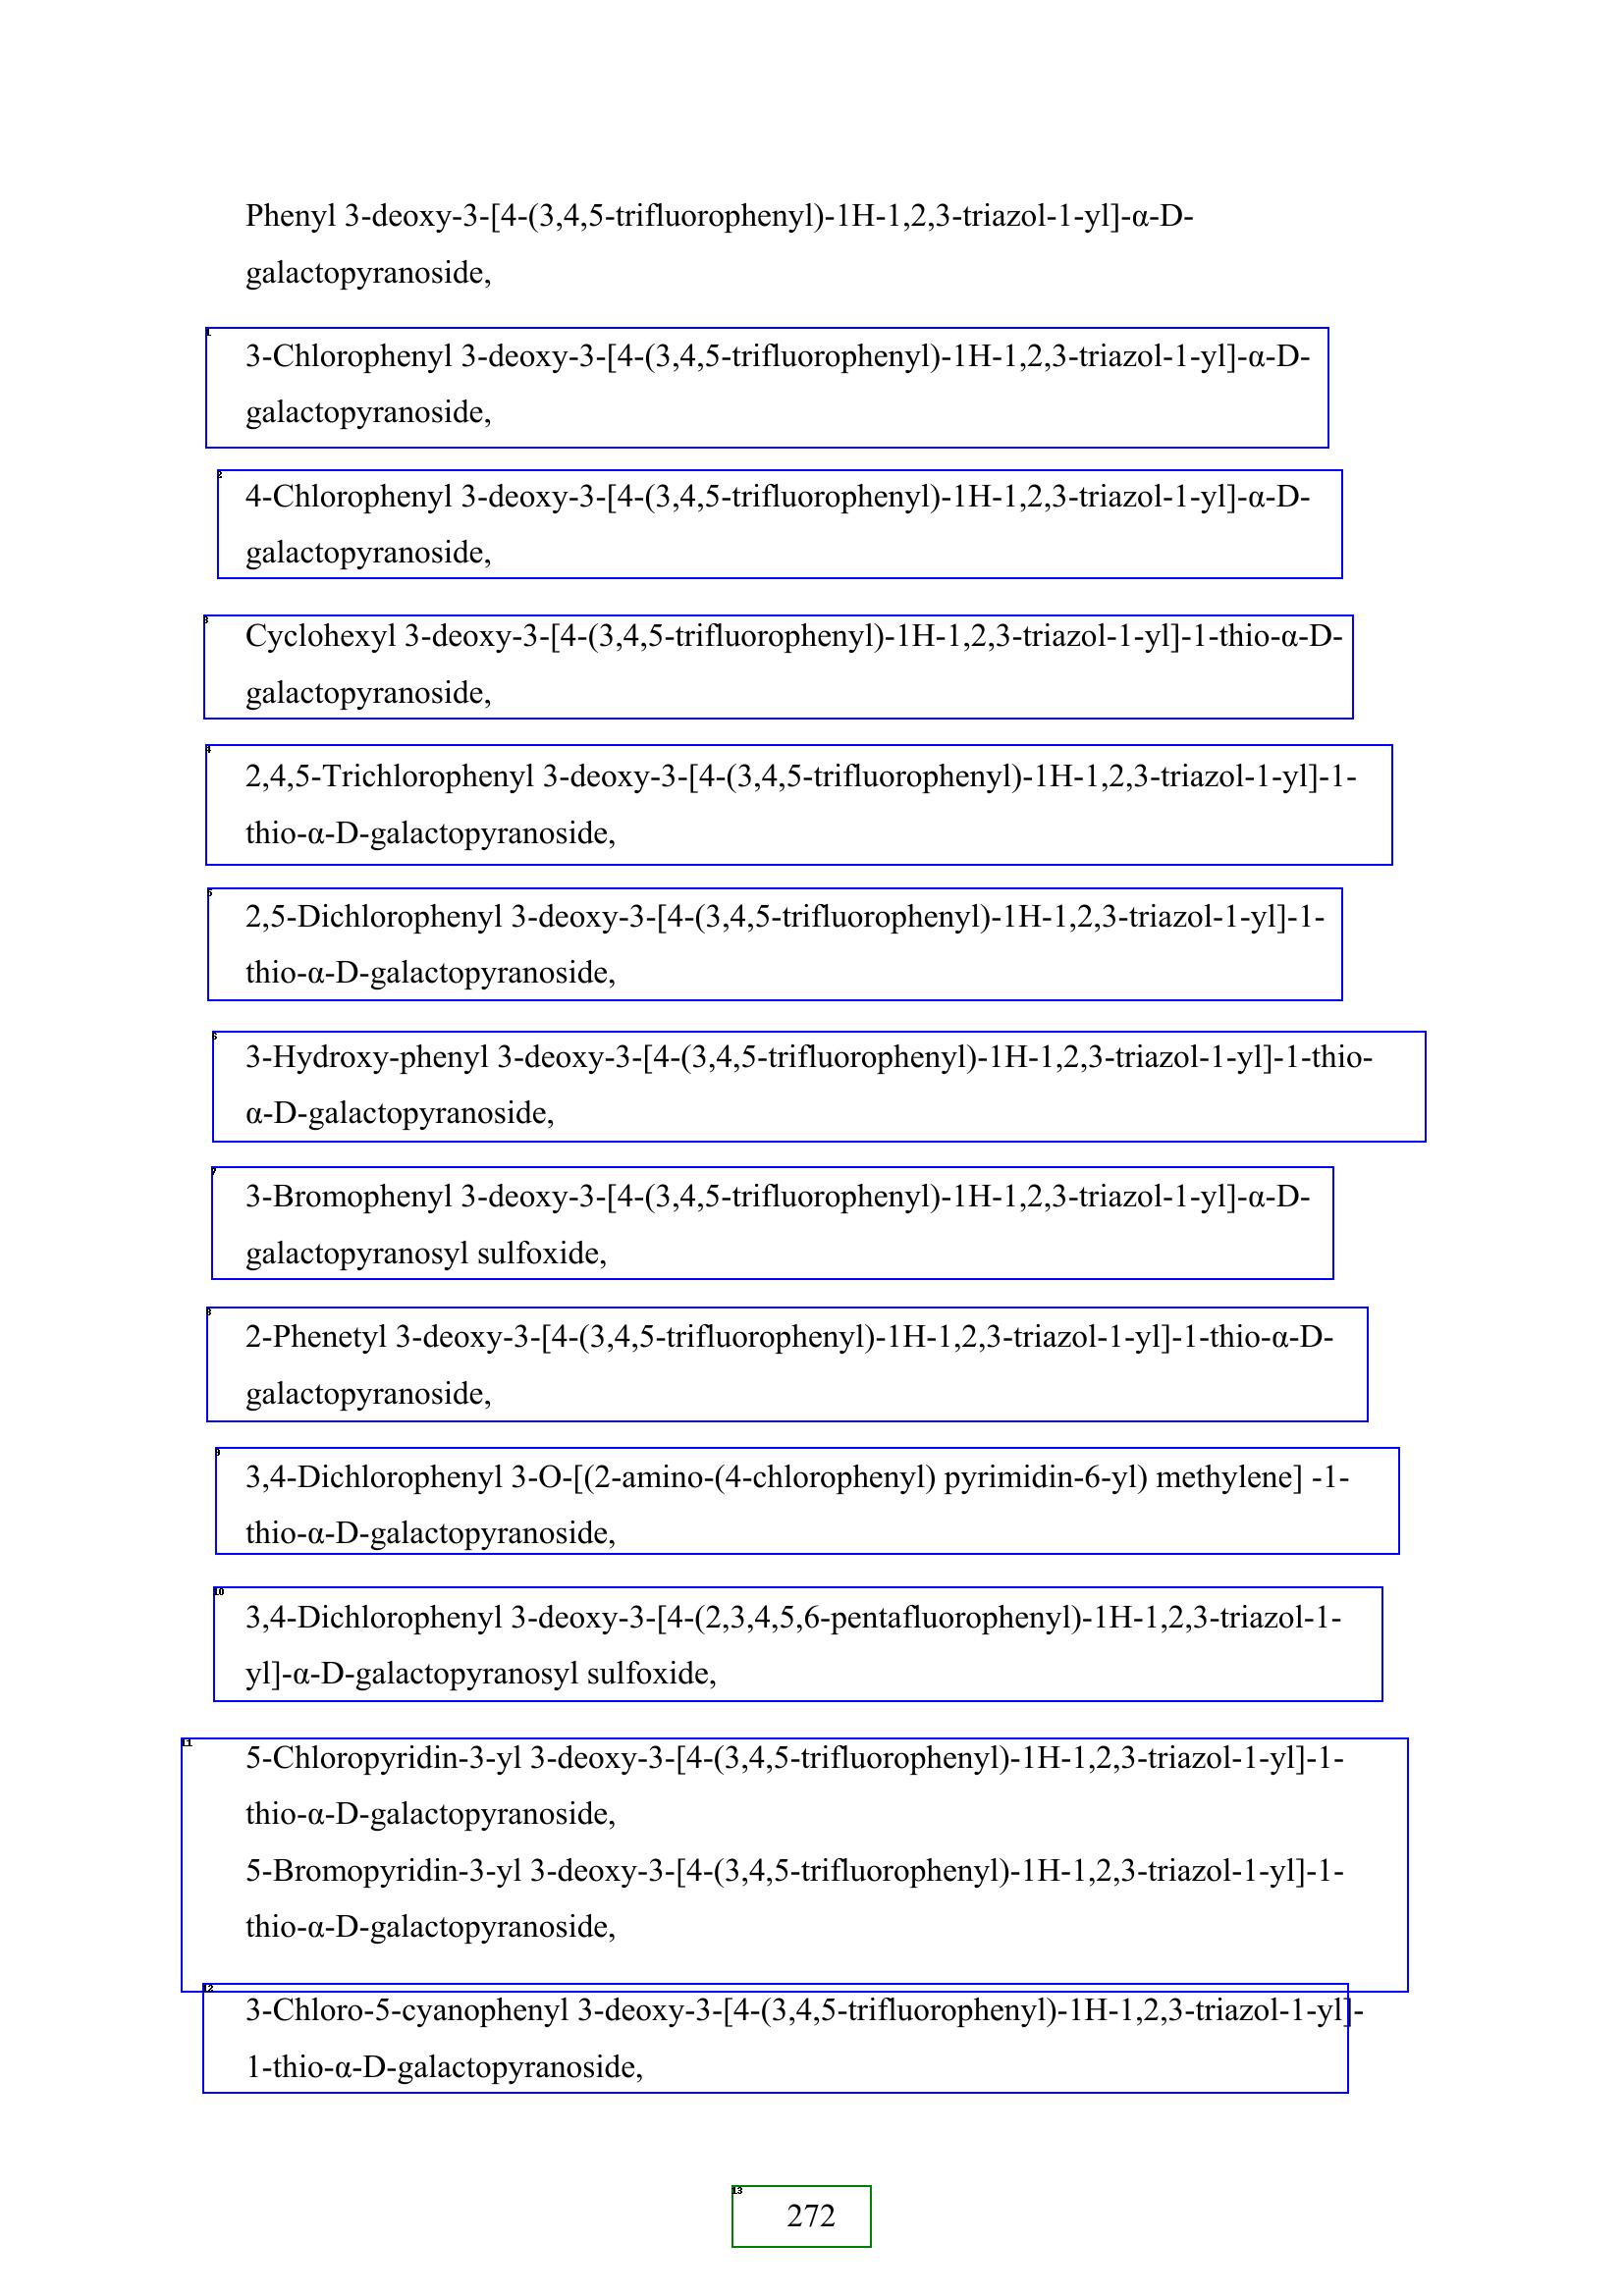 Phenyl 3-deoxy-3-[4-(3,4,5-trifluorophenyl)-1H-1,2,3-triazol-1-yl]-α-D-
galactopyranoside,
1
3-Chlorophenyl 3-deoxy-3-[4-(3,4,5-trifluorophenyl)-1H-1,2,3-triazol-1-yl]-α-D-
galactopyranoside,
2
4-Chlorophenyl 3-deoxy-3-[4-(3,4,5-trifluorophenyl)-1H-1,2,3-triazol-1-yl]-α-D-
galactopyranoside,
3
Cyclohexyl 3-deoxy-3-[4-(3,4,5-trifluorophenyl)-1H-1,2,3-triazol-1-yl]-1-thio-α-D-
galactopyranoside,
4
2,4,5-Trichlorophenyl 3-deoxy-3-[4-(3,4,5-trifluorophenyl)-1H-1,2,3-triazol-1-yl]-1-
thio-α-D-galactopyranoside,
5
2,5-Dichlorophenyl 3-deoxy-3-[4-(3,4,5-trifluorophenyl)-1H-1,2,3-triazol-1-yl]-1-
thio-α-D-galactopyranoside,
6
3-Hydroxy-phenyl 3-deoxy-3-[4-(3,4,5-trifluorophenyl)-1H-1,2,3-triazol-1-yl]-1-thio-
α-D-galactopyranoside,
7
3-Bromophenyl 3-deoxy-3-[4-(3,4,5-trifluorophenyl)-1H-1,2,3-triazol-1-yl]-α-D-
galactopyranosyl sulfoxide,
8
2-Phenetyl 3-deoxy-3-[4-(3,4,5-trifluorophenyl)-1H-1,2,3-triazol-1-yl]-1-thio-α-D-
galactopyranoside,
9
3,4-Dichlorophenyl 3-O-[(2-amino-(4-chlorophenyl) pyrimidin-6-yl) methylene] -1-
thio-α-D-galactopyranoside,
10
3,4-Dichlorophenyl 3-deoxy-3-[4-(2,3,4,5,6-pentafluorophenyl)-1H-1,2,3-triazol-1-
yl]-α-D-galactopyranosyl sulfoxide,
11
5-Chloropyridin-3-yl 3-deoxy-3-[4-(3,4,5-trifluorophenyl)-1H-1,2,3-triazol-1-yl]-1-
thio-α-D-galactopyranoside,
5-Bromopyridin-3-yl 3-deoxy-3-[4-(3,4,5-trifluorophenyl)-1H-1,2,3-triazol-1-yl]-1-
thio-α-D-galactopyranoside,
12
3-Chloro-5-cyanophenyl 3-deoxy-3-[4-(3,4,5-trifluorophenyl)-1H-1,2,3-triazol-1-yl]-
1-thio-α-D-galactopyranoside,
13
272